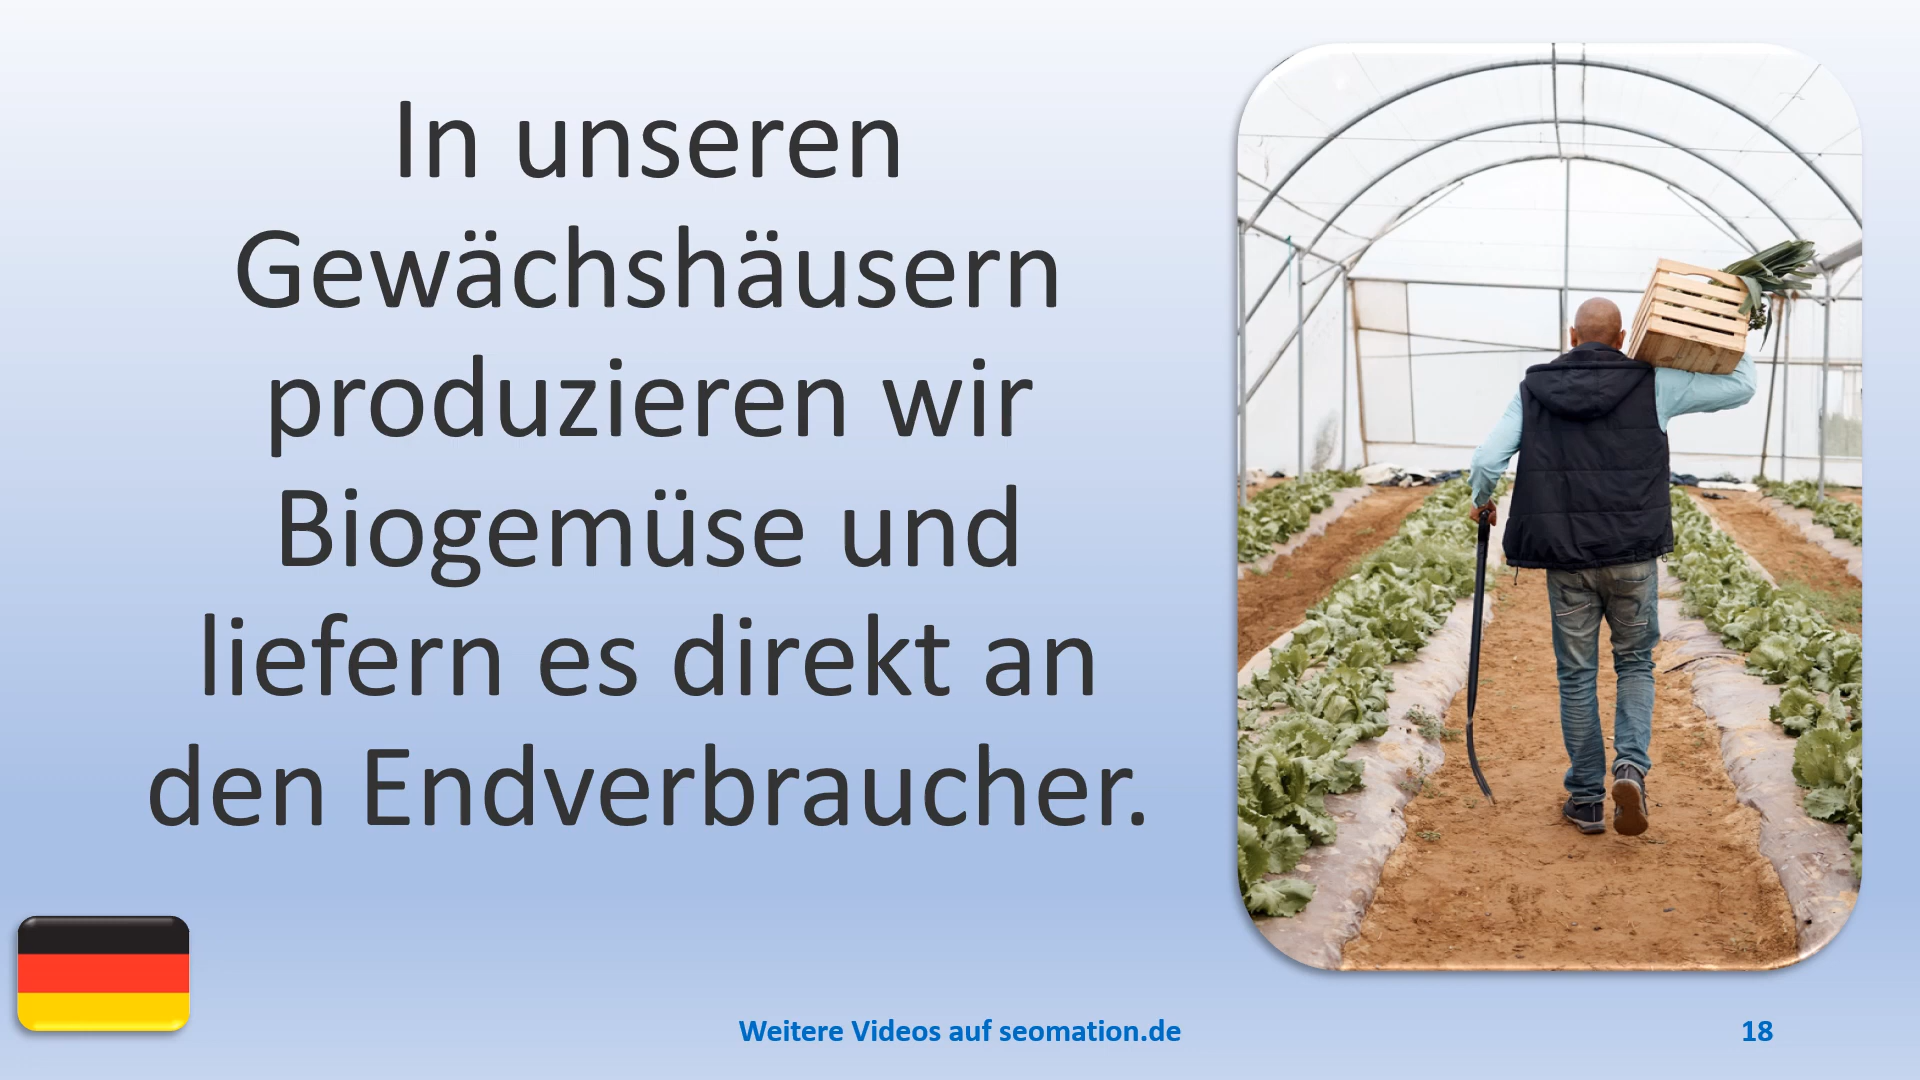 In unseren
Gewächshäusern
produzieren wir
Biogemüse und
liefern es direkt an
den Endverbraucher.
Weitere Videos auf seomation.de
18